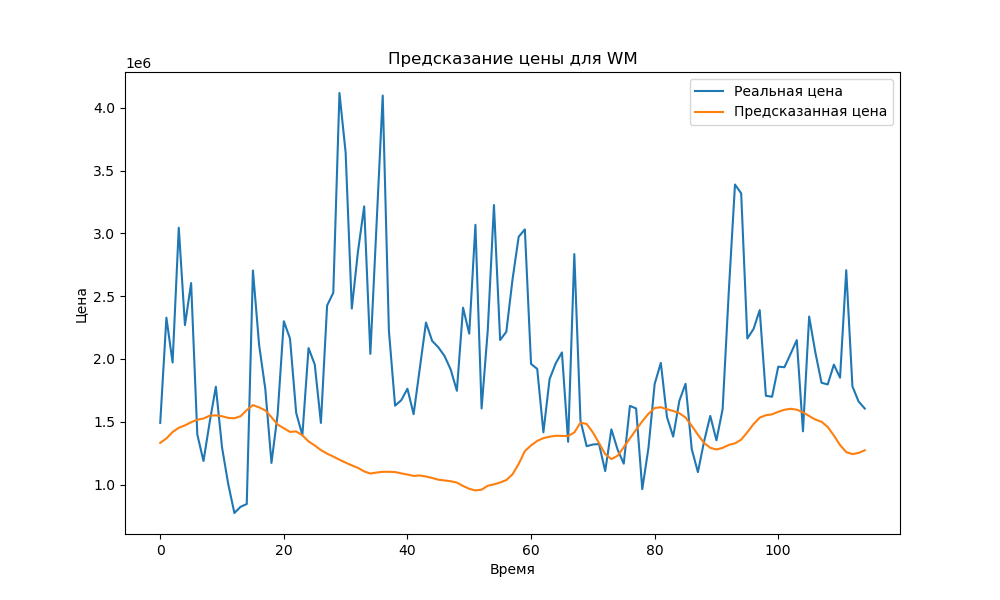 Предсказание цены для WM
1e6
Реальная цена
Предсказанная цена
4.0
3.5
3.0
2.5
2.0
1.5
1.0
Цена
0 20 40 60 80 100
Время